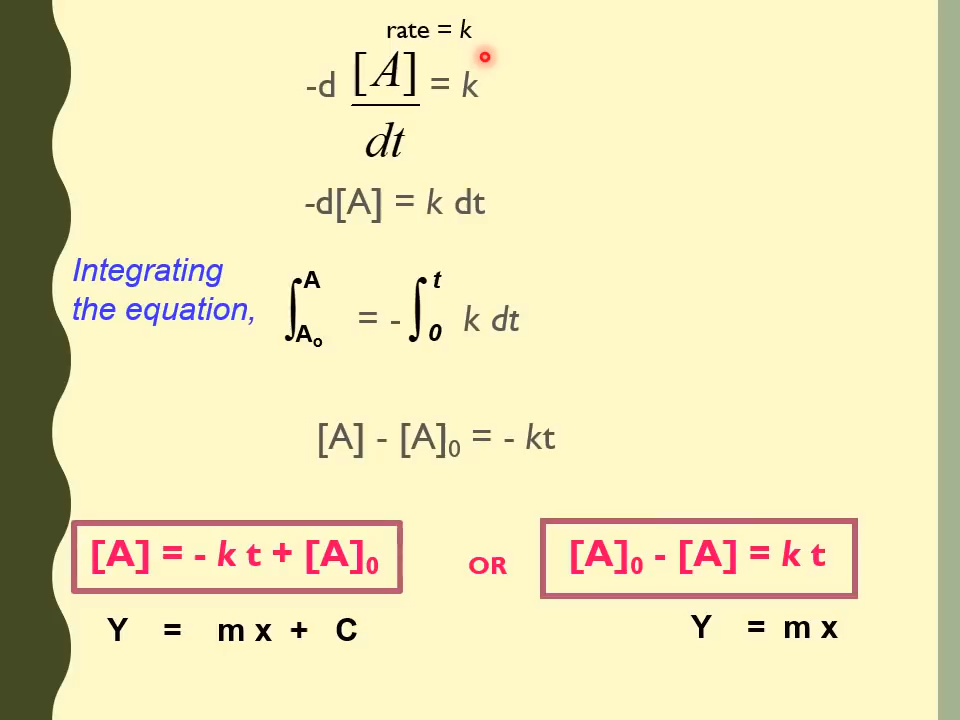 rate = k
-d [A] = k
dt
-d[A] = k dt
Integrating
the equation,
∫ A A₀ = - ∫ t 0 k dt
[A] - [A]₀ = - kt
[A] = - k t + [A]₀ OR [A]₀ - [A] = k t
Y = m x + C Y = m x